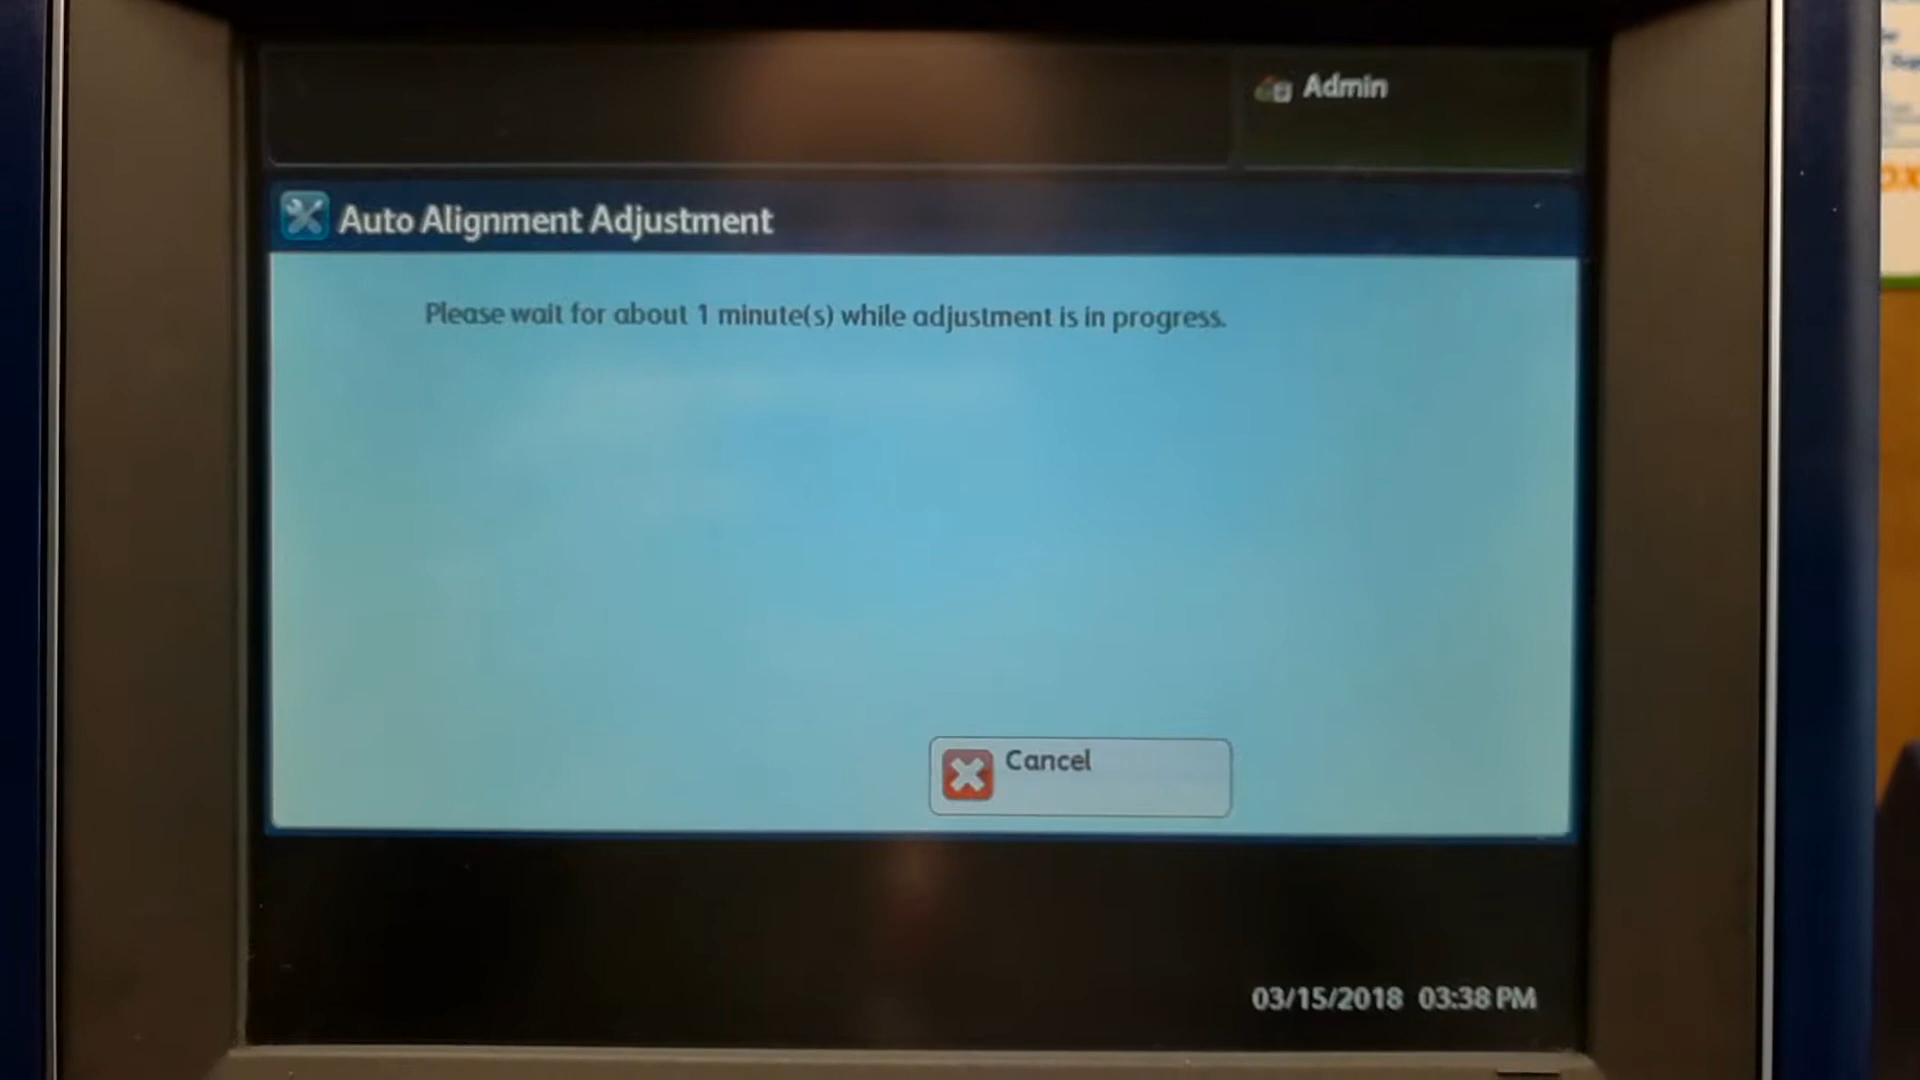 Admin
Auto Alignment Adjustment
Please wait for about 1 minute(s) while adjustment is in progress.
Cancel
03/15/2018 03:38 PM